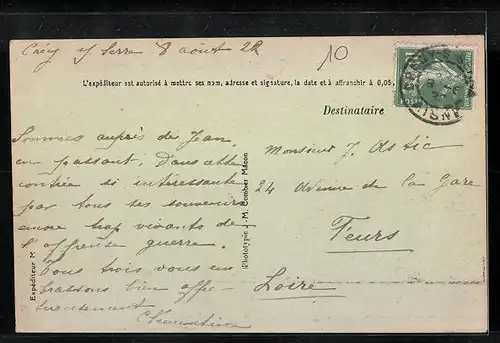 Crécy s/ Serre 8 août 22
10
L'expéditeur est autorisé à mettre ses nom, adresse et signature, la date et à affranchir à 0,05,
Destinataire
Sommes auprès de Jean,
en passant. Dans cette
contrée si intéressante
par tous ses souvenirs
encore trop vivants de
l'affreuse guerre.
Tous trois vous em
brassons bien affec
tueusement
Monsieur J. Astic
24 Avenue de la Gare
Feurs
Loire
Expéditeur M
Phototypie J.-M. Combier Mâcon
AISNE